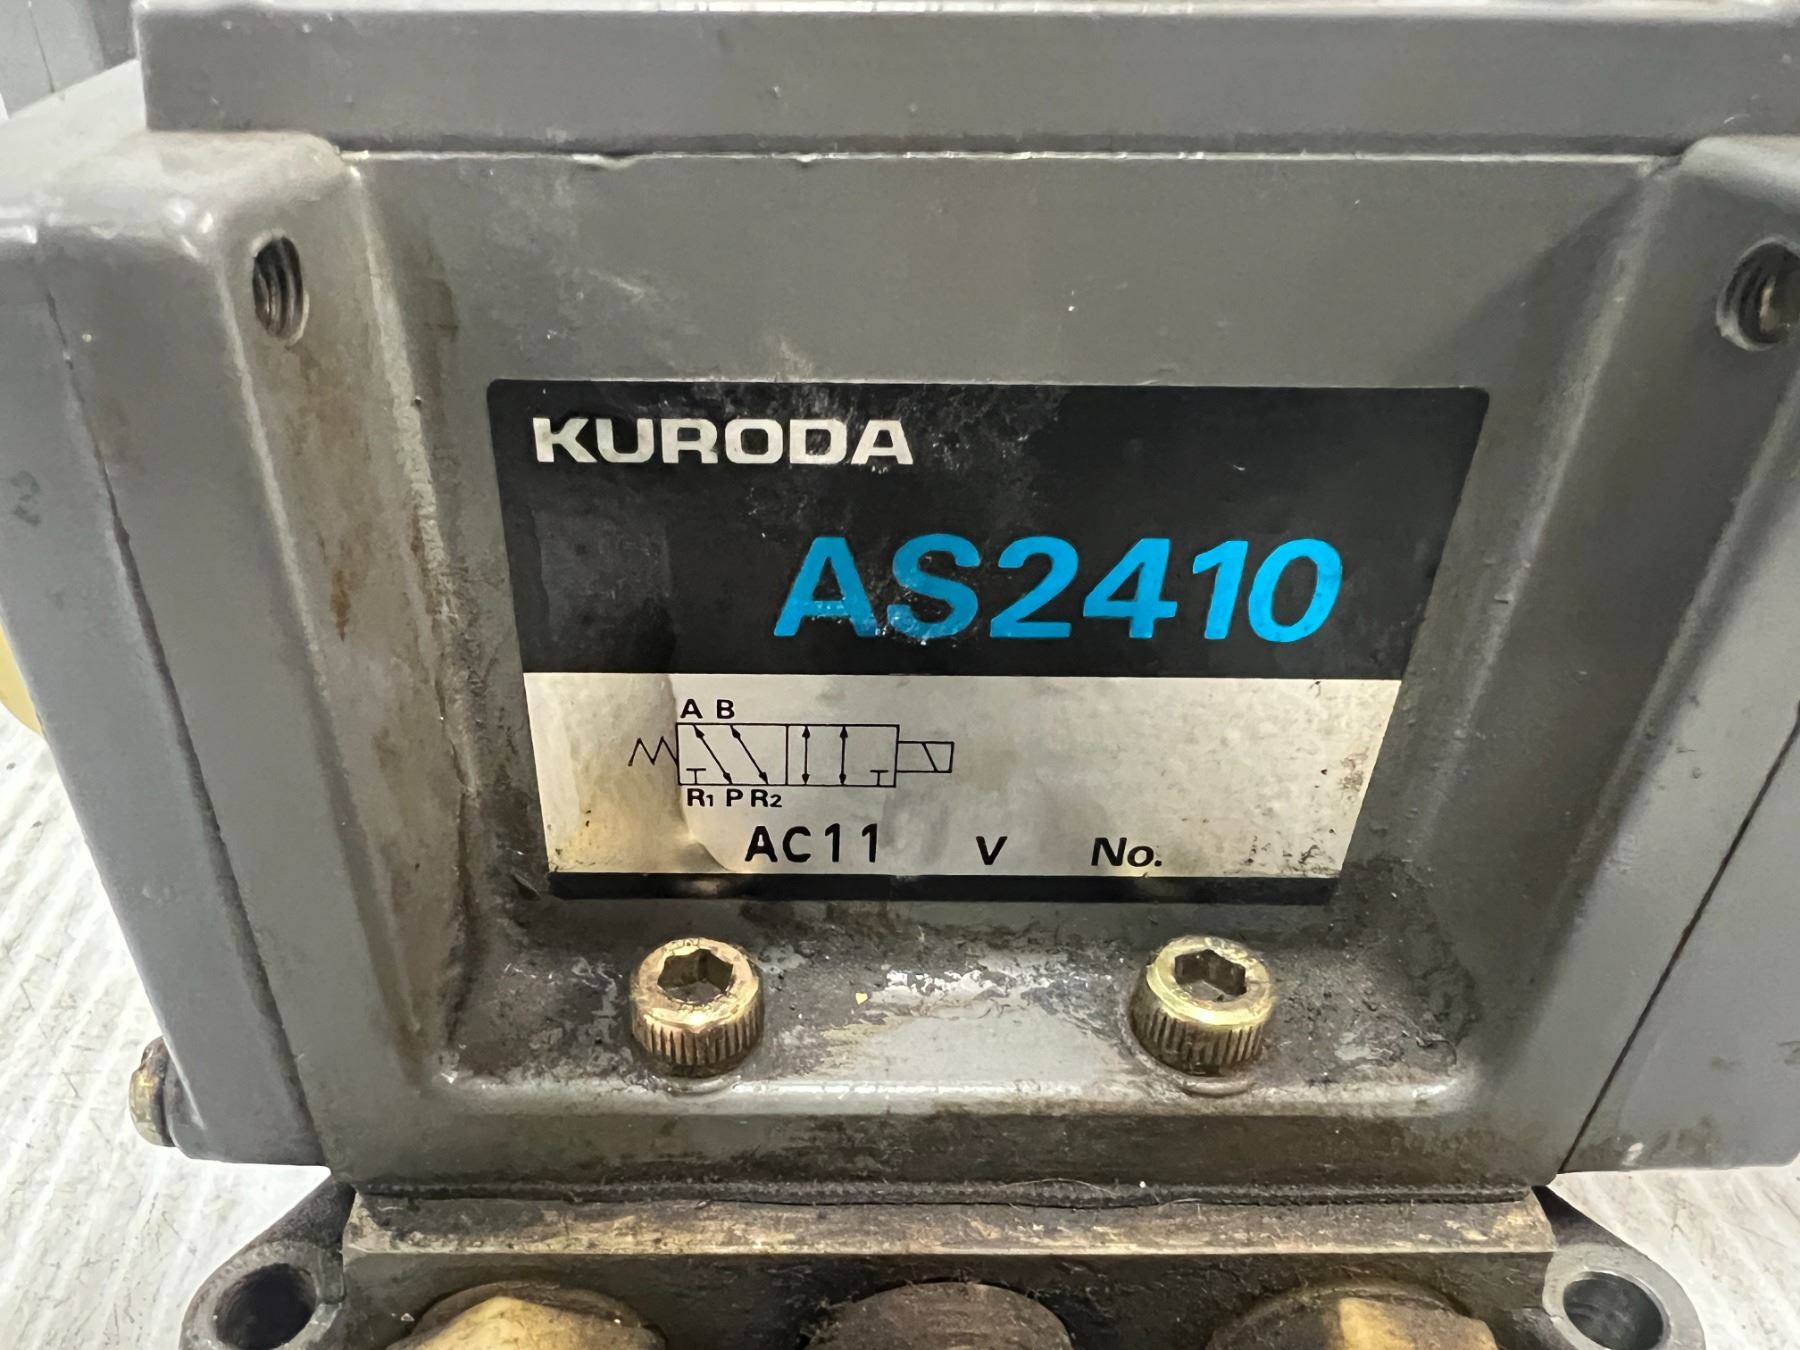 KURODA
AS2410
A B
R1 P R2
AC11 V No.